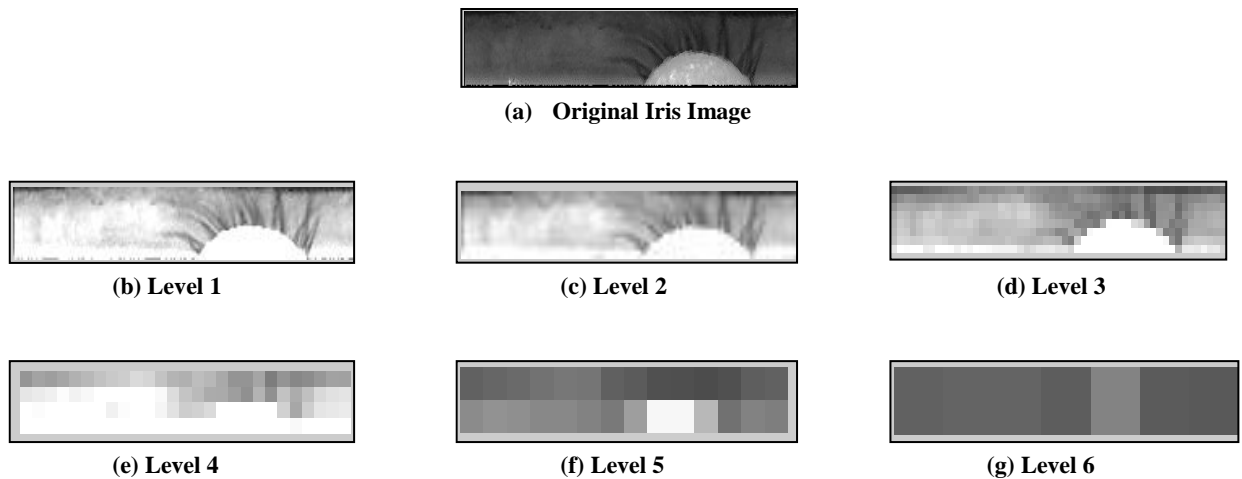 (a) Original Iris Image
(b) Level 1
(c) Level 2
(d) Level 3
(e) Level 4
(f) Level 5
(g) Level 6